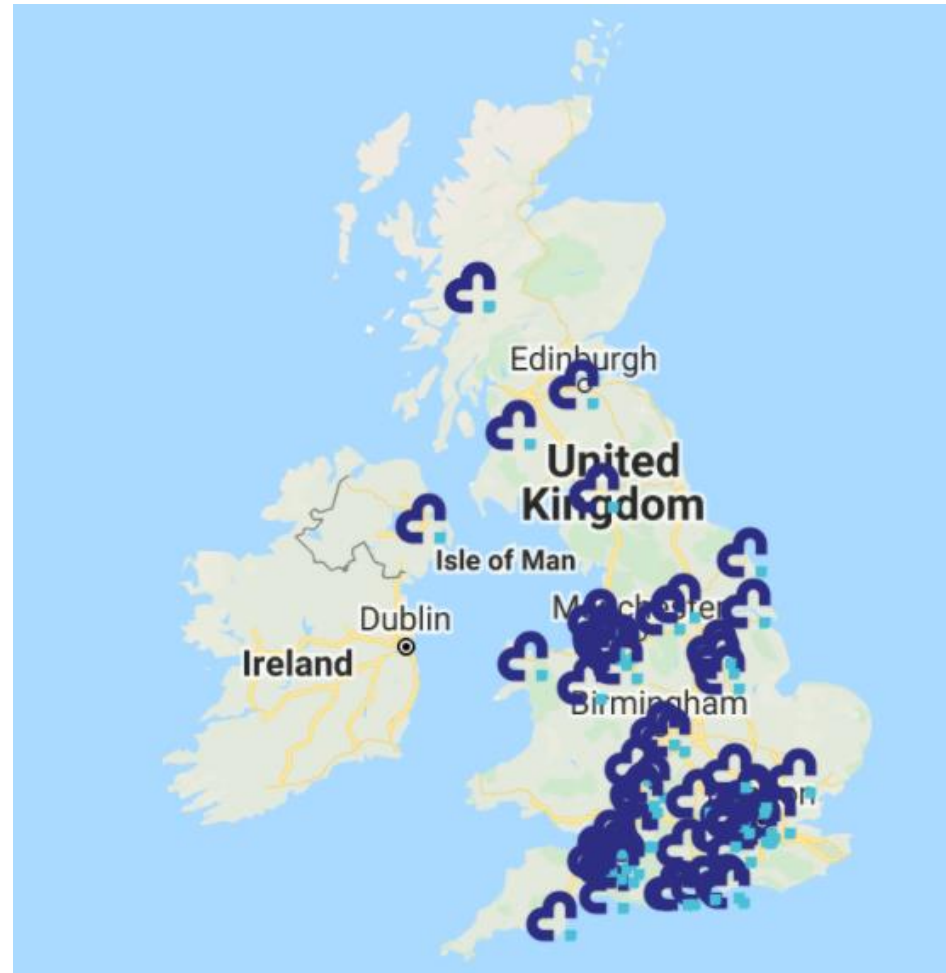 Edinburgh
United
Kingdom
Isle of Man
Dublin
Ireland
Birmingham